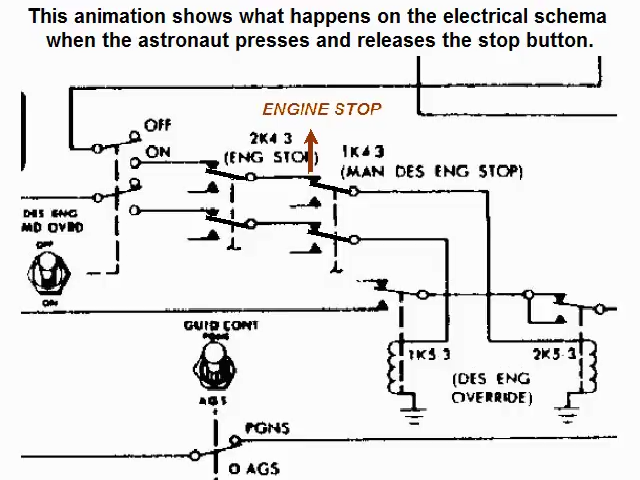 This animation shows what happens on the electrical schema
when the astronaut presses and releases the stop button.
ENGINE STOP
OFF
2K4 3
(ENG STOP)
1K4 3
(MAN DES ENG STOP)
ON
DES ENG
MD OVRD
OFF
ON
GUID CONT
PGNS
AGS
1K5 3
2K5 3
(DES ENG
OVERRIDE)
PGNS
AGS